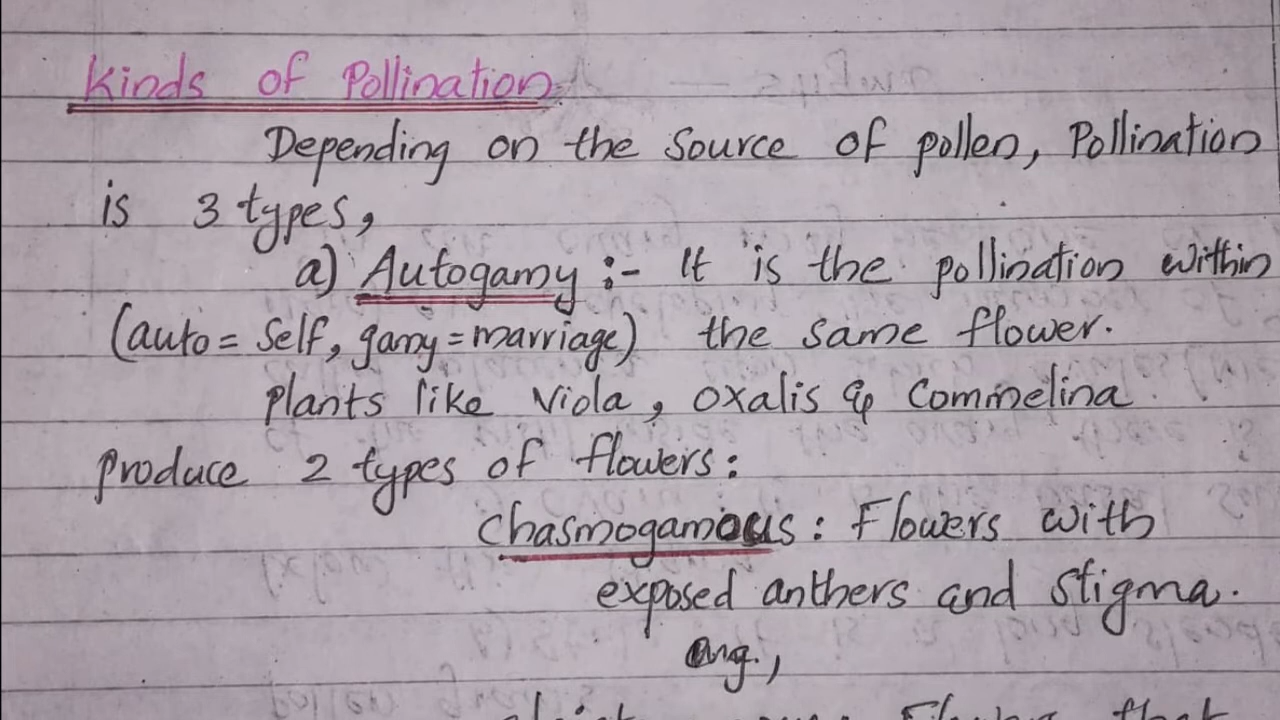 Kinds of Pollination
Depending on the source of pollen, Pollination
is 3 types,
a) Autogamy :- It is the pollination within
(auto = self, gamy = marriage) the same flower.
Plants like Viola, oxalis & Commelina
produce 2 types of flowers:
Chasmogamous : Flowers with
exposed anthers and stigma.